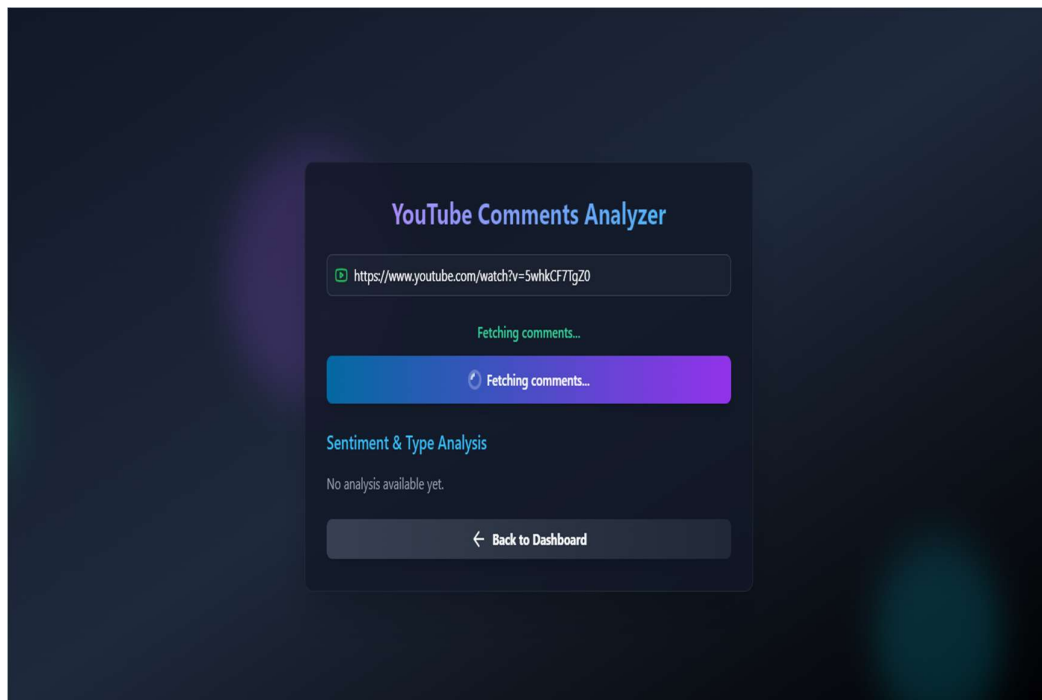 YouTube Comments Analyzer
https://www.youtube.com/watch?v=5whkCF7TgZ0
Fetching comments...
Fetching comments...
Sentiment & Type Analysis
No analysis available yet.
← Back to Dashboard